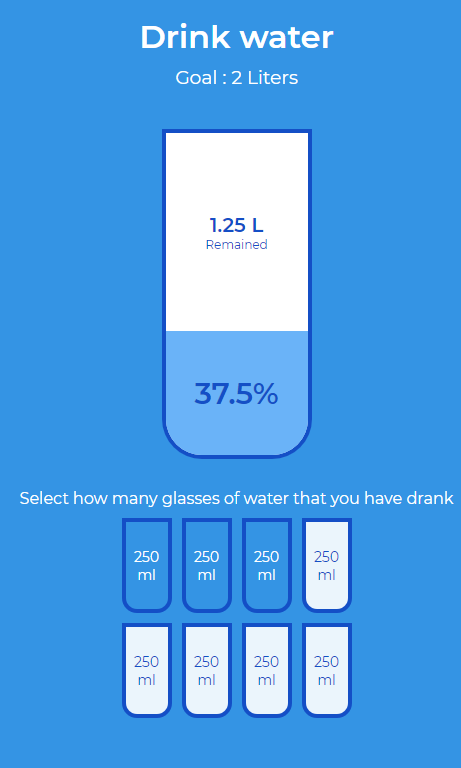 Drink water
Goal : 2 Liters
1.25 L
Remained
37.5%
Select how many glasses of water that you have drank
250 250 250 250
ml ml ml ml
250 250 250 250
ml ml ml ml